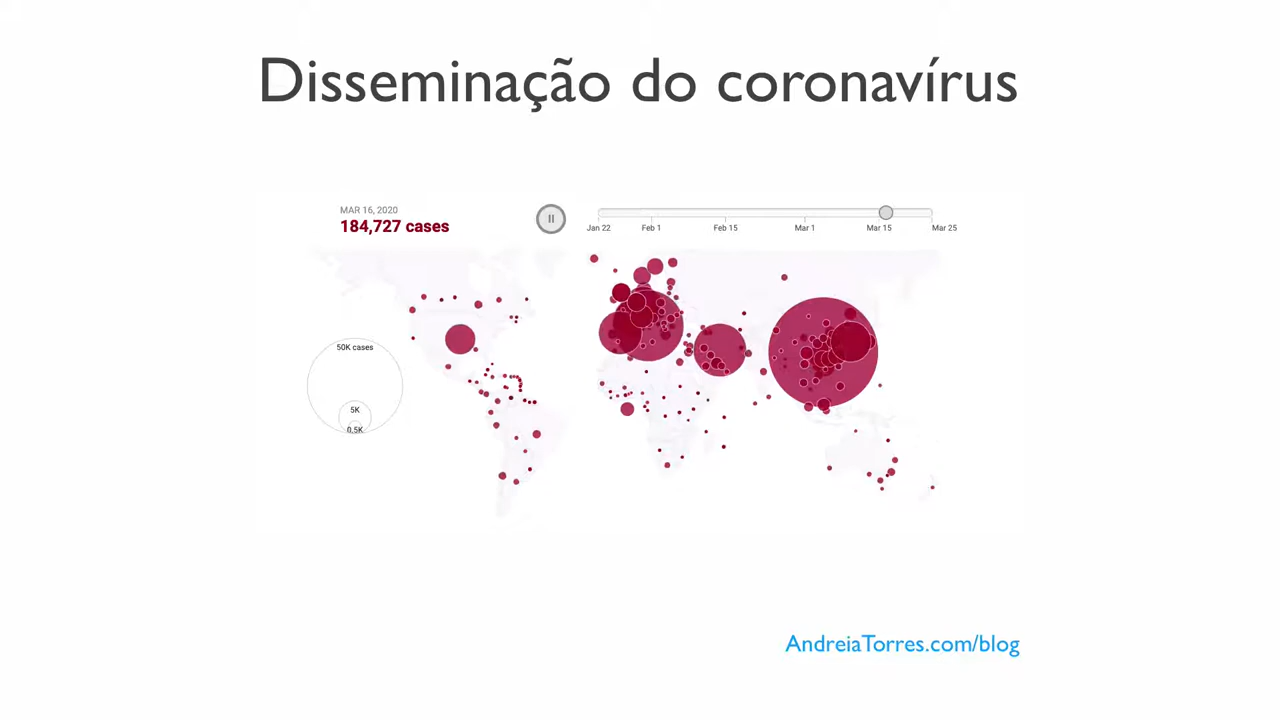 Disseminação do coronavírus
MAR 16, 2020
184,727 cases
Jan 22
Feb 1
Feb 15
Mar 1
Mar 15
Mar 25
50K cases
5K
0.5K
AndreiaTorres.com/blog